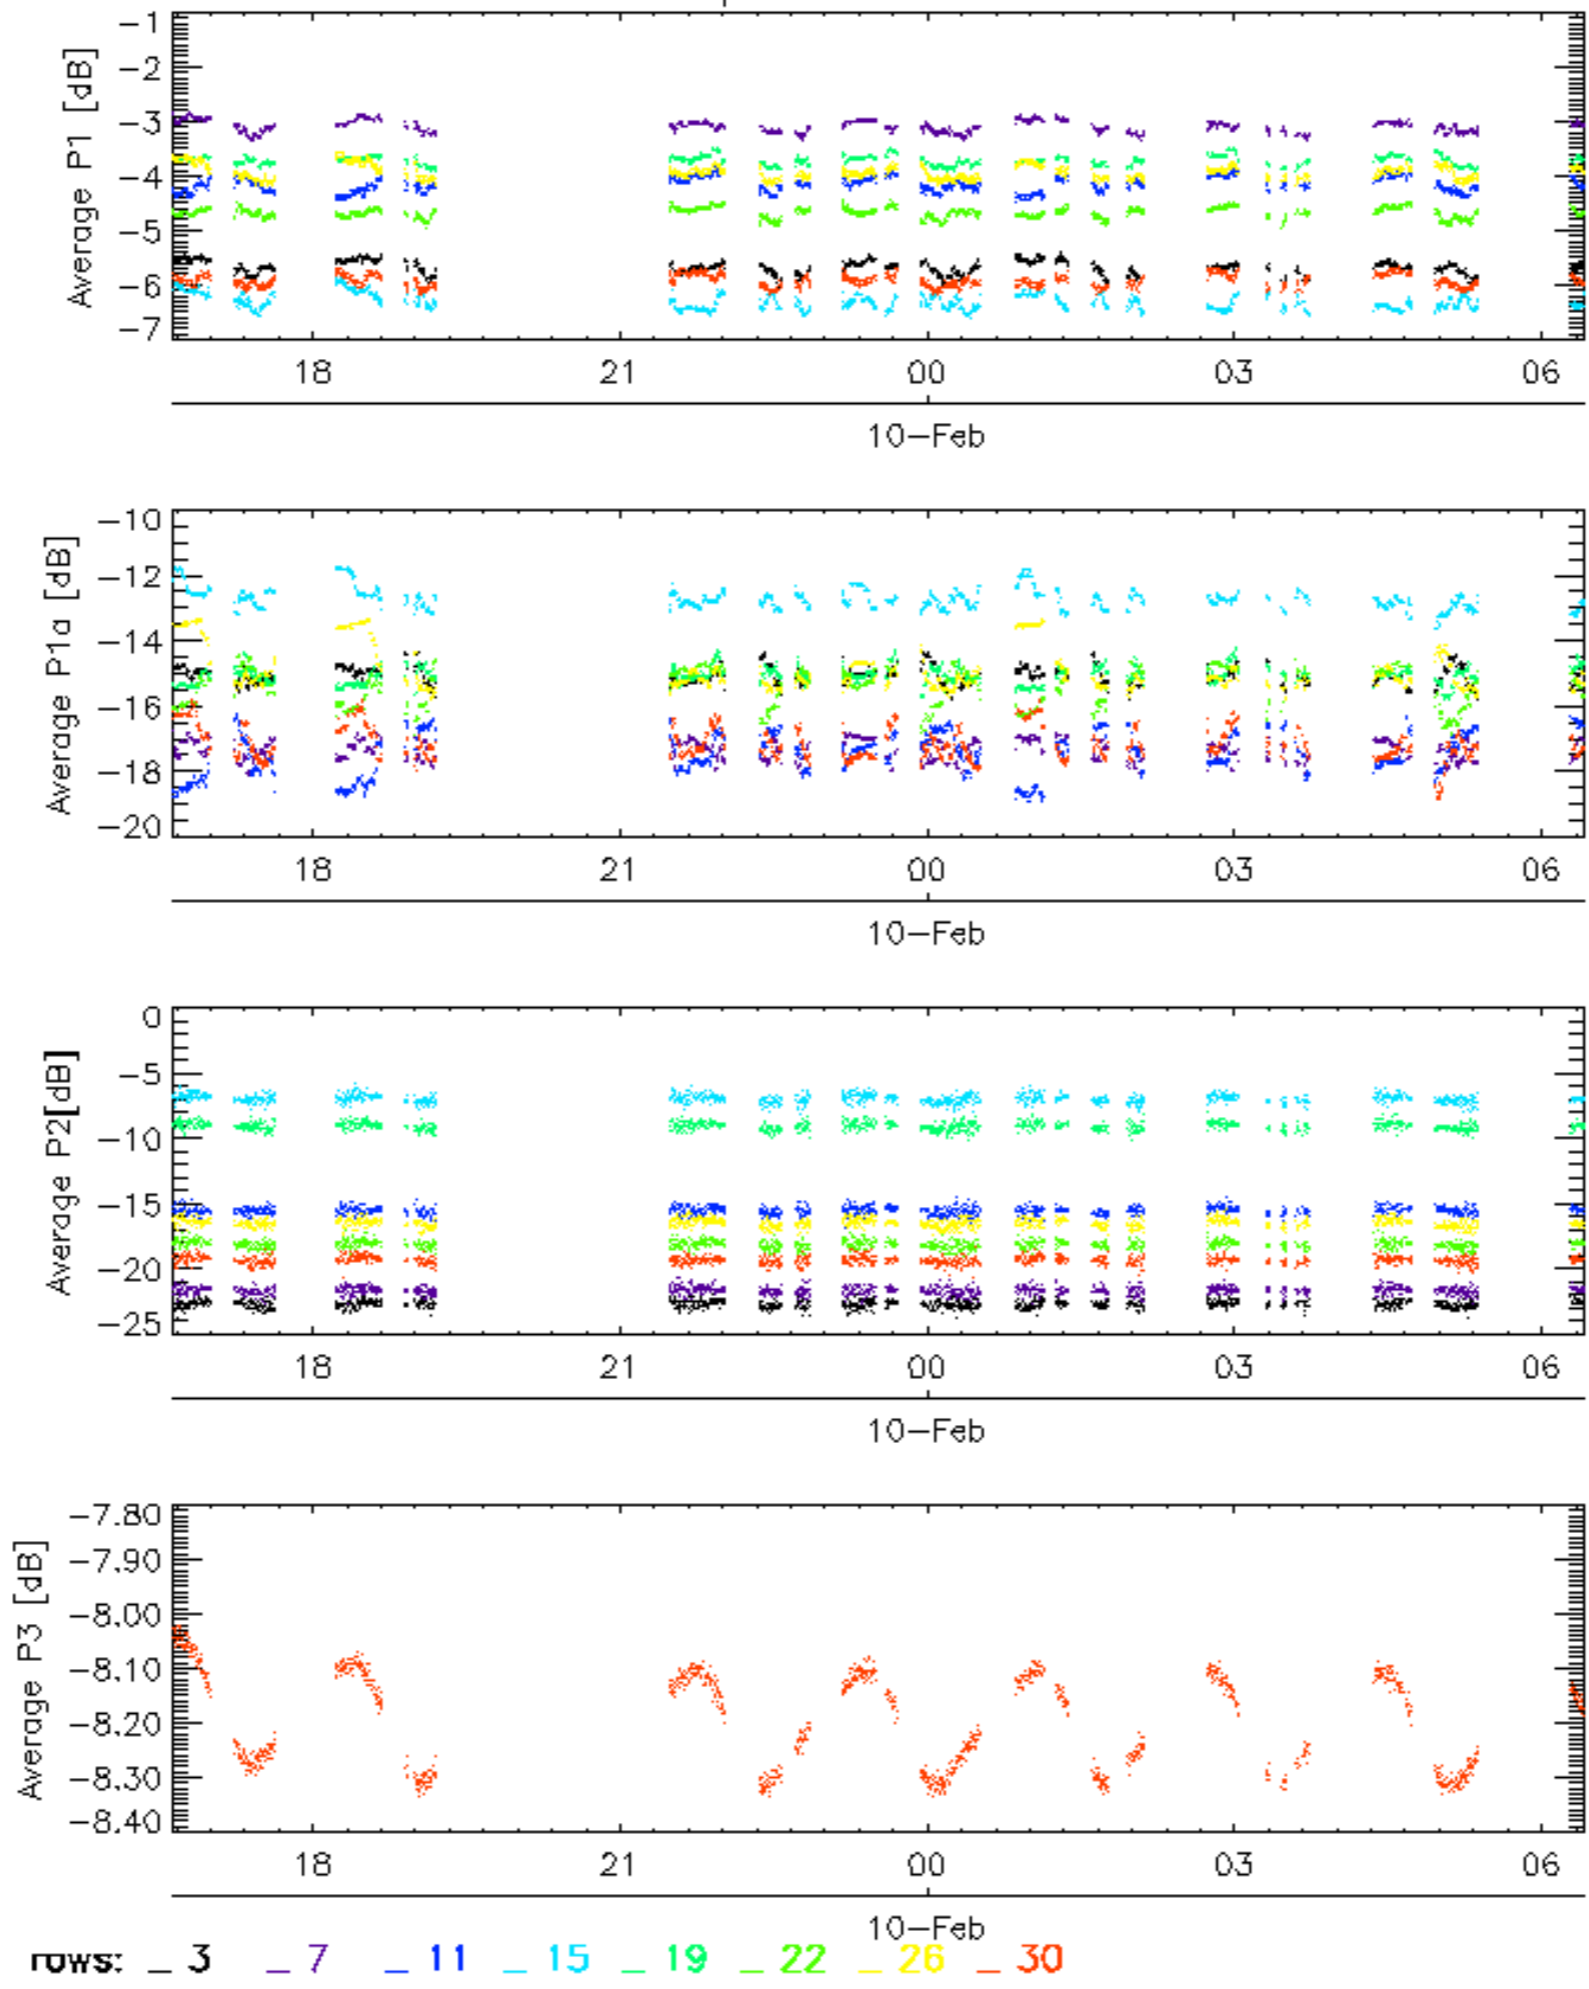 Average P1 [dB]
-1
-2
-3
-4
-5
-6
-7
18 21 00 03 06
10-Feb
Average P1a [dB]
-10
-12
-14
-16
-18
-20
18 21 00 03 06
10-Feb
Average P2[dB]
0
-5
-10
-15
-20
-25
18 21 00 03 06
10-Feb
Average P3 [dB]
-7.80
-7.90
-8.00
-8.10
-8.20
-8.30
-8.40
18 21 00 03 06
10-Feb
rows: _ 3 _ 7 _ 11 _ 15 _ 19 _ 22 _ 26 _ 30